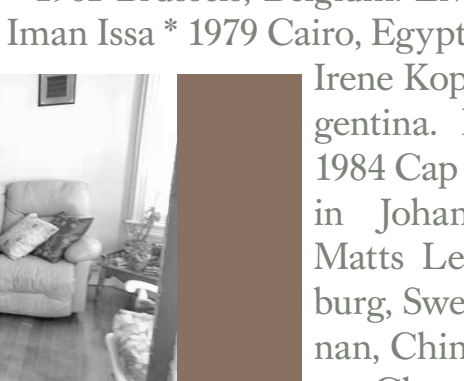 Iman Issa * 1979 Cairo, Egypt
Irene Kop
gentina.
1984 Cap
in Johan
Matts Le
burg, Swe
nan, Chin